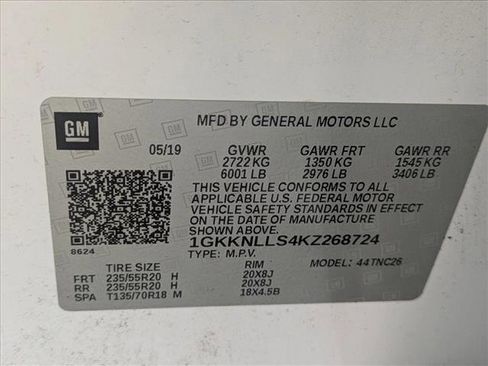 GM
MFD BY GENERAL MOTORS LLC
05/19 GVWR GAWR FRT GAWR RR
2722 KG 1350 KG 1545 KG
6001 LB 2976 LB 3406 LB
THIS VEHICLE CONFORMS TO ALL
APPLICABLE U.S. FEDERAL MOTOR
VEHICLE SAFETY STANDARDS IN EFFECT
ON THE DATE OF MANUFACTURE
SHOWN ABOVE.
1GKKNLLS4KZ268724
8624
TYPE: M.P.V. MODEL: 44TNC26
TIRE SIZE RIM
FRT 235/55R20 H 20X8J
RR 235/55R20 H 20X8J
SPA T135/70R18 M 18X4.5B